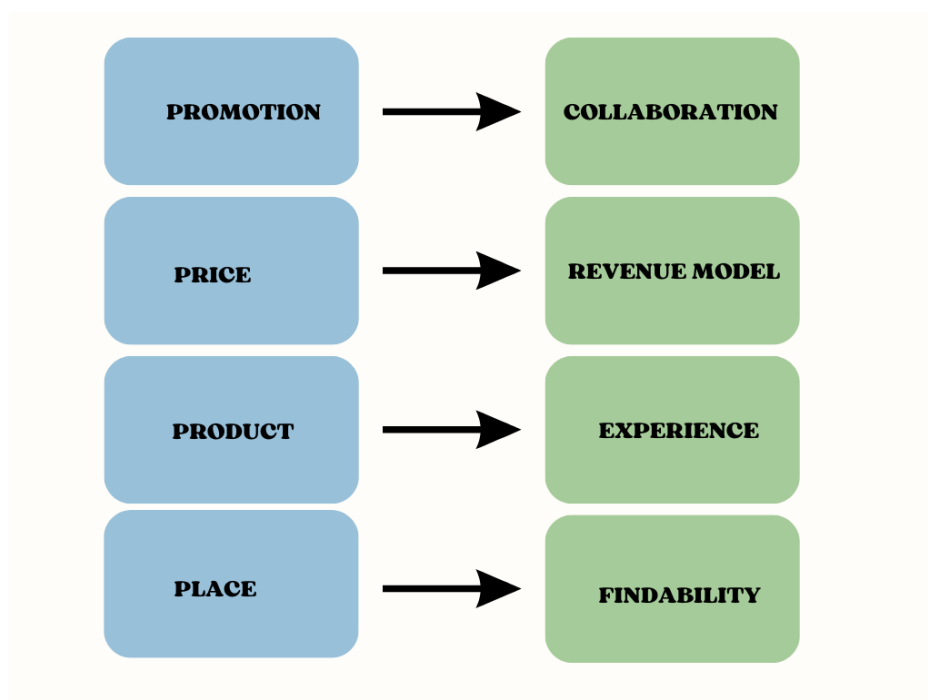 PROMOTION
COLLABORATION
PRICE
REVENUE MODEL
PRODUCT
EXPERIENCE
PLACE
FINDABILITY